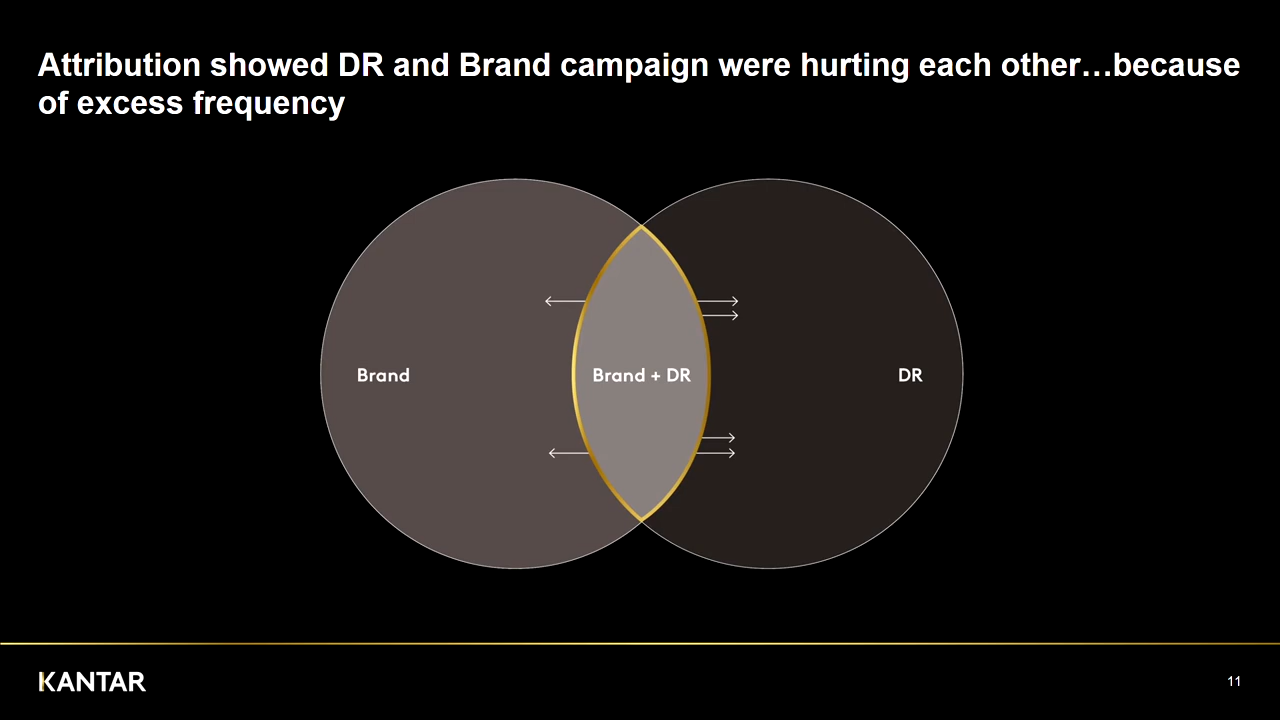 Attribution showed DR and Brand campaign were hurting each other…because
of excess frequency
Brand
Brand + DR
DR
KANTAR
11